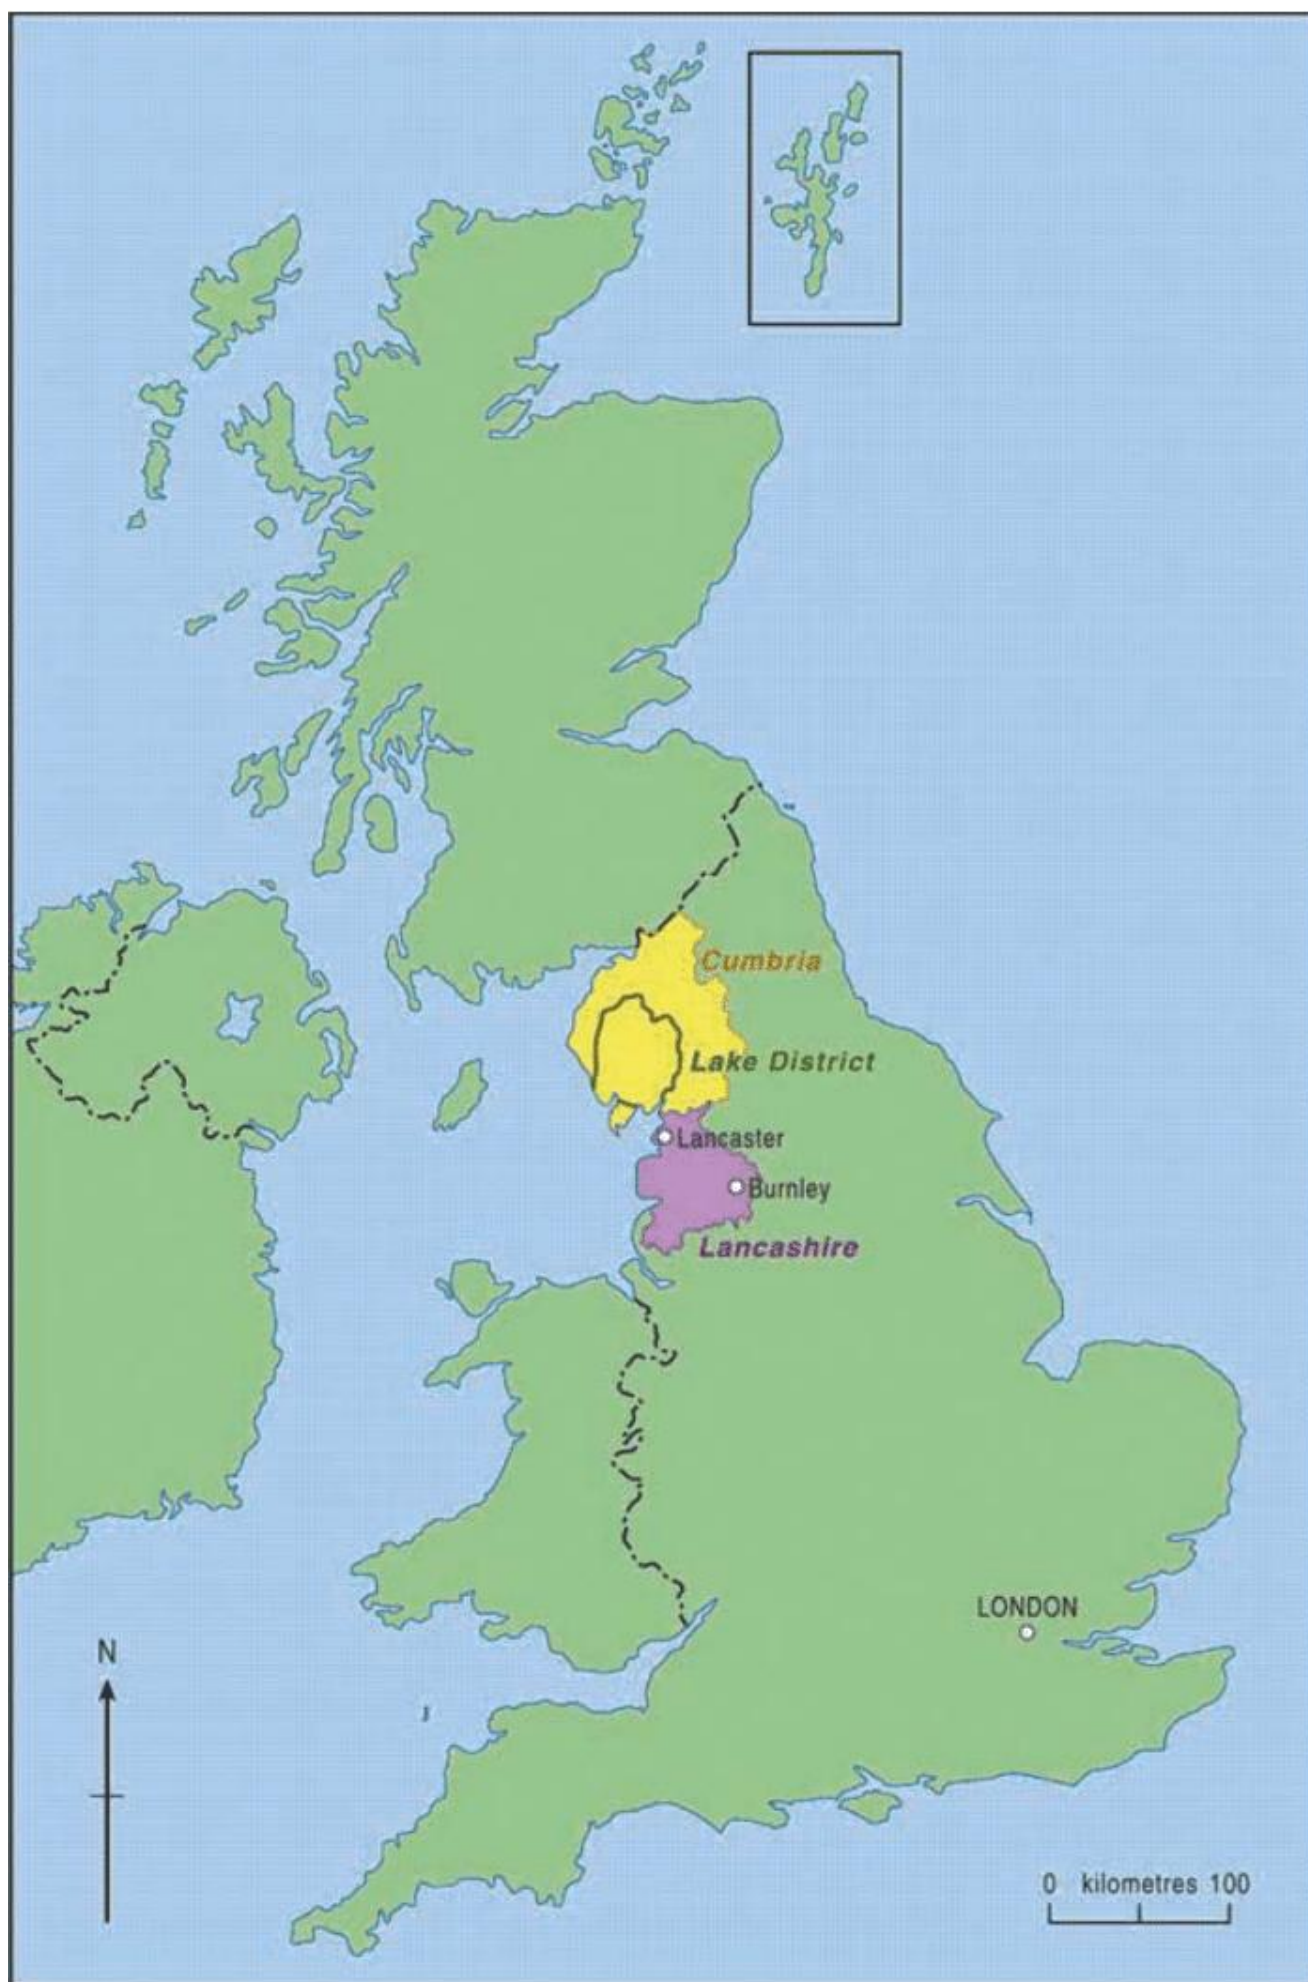 Cumbria
Lake District
Lancaster
Burnley
Lancashire
LONDON
N
0 kilometres 100